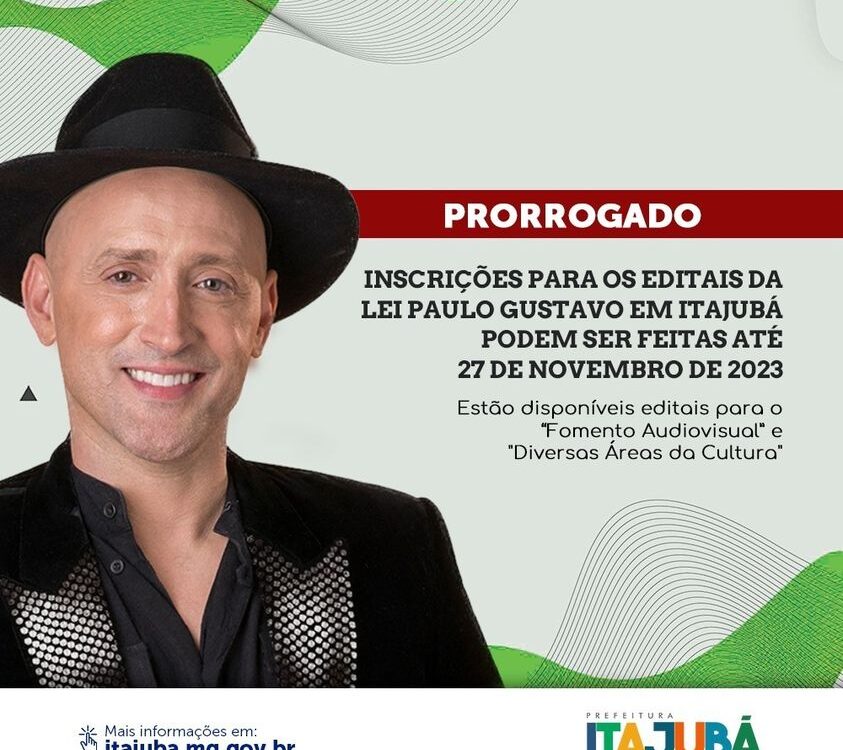 PRORROGADO
INSCRIÇÕES PARA OS EDITAIS DA
LEI PAULO GUSTAVO EM ITAJUBÁ
PODEM SER FEITAS ATÉ
27 DE NOVEMBRO DE 2023
Estão disponíveis editais para o
“Fomento Audiovisual” e
"Diversas Áreas da Cultura"
Mais informações em:
itajuba.mg.gov.br
PREFEITURA
ITAJUBÁ